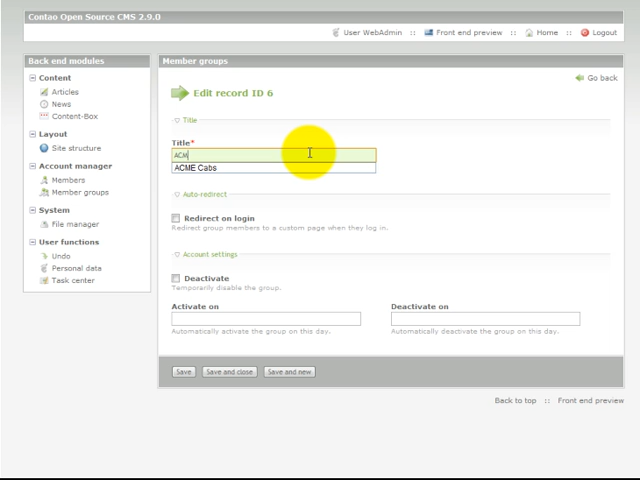 Contao Open Source CMS 2.9.0
User WebAdmin :: Front end preview :: Home :: Logout
Back end modules
Content
Articles
News
Content-Box
Layout
Site structure
Account manager
Members
Member groups
System
File manager
User functions
Undo
Personal data
Task center
Member groups
Go back
Edit record ID 6
Title
Title*
ACM
ACME Cabs
Auto-redirect
Redirect on login
Redirect group members to a custom page when they log in.
Account settings
Deactivate
Temporarily disable the group.
Activate on
Deactivate on
Automatically activate the group on this day.
Automatically deactivate the group on this day.
Save
Save and close
Save and new
Back to top :: Front end preview